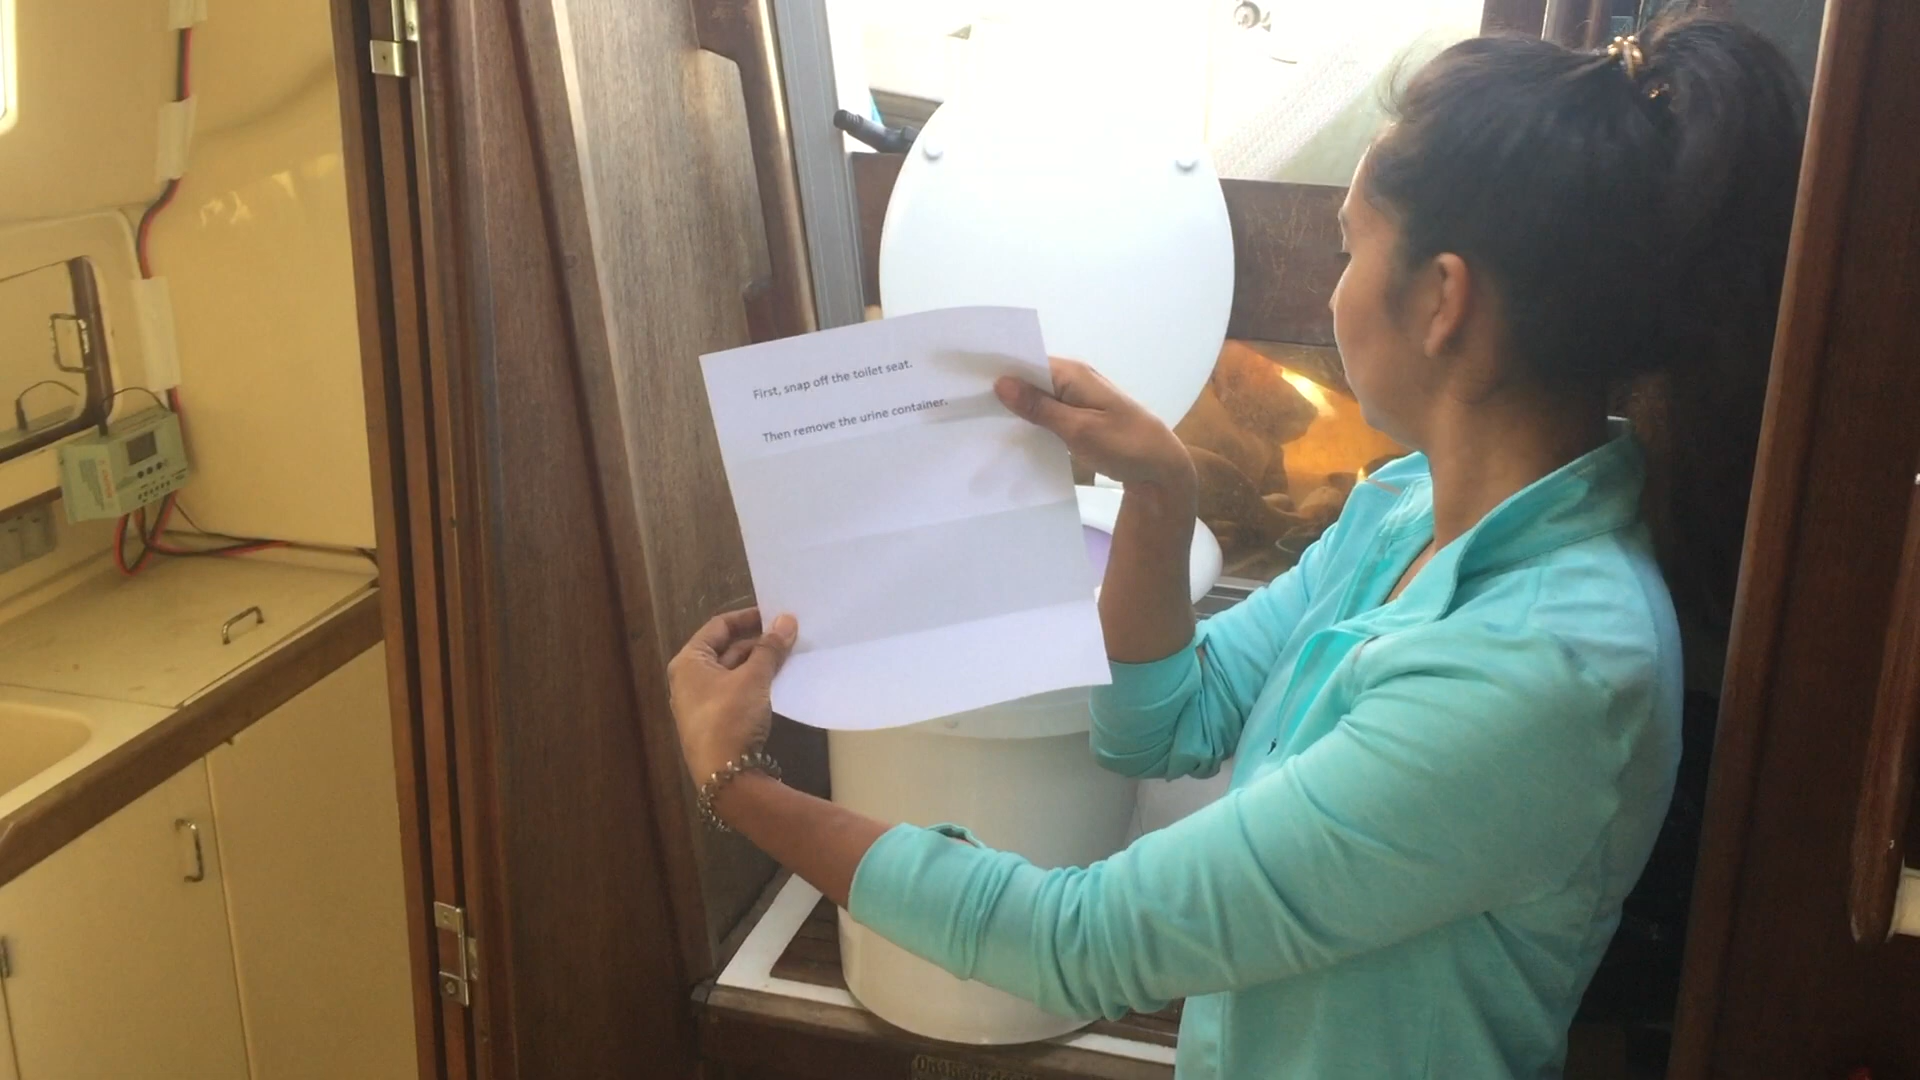 First, snap off the toilet seat.
Then remove the urine container.